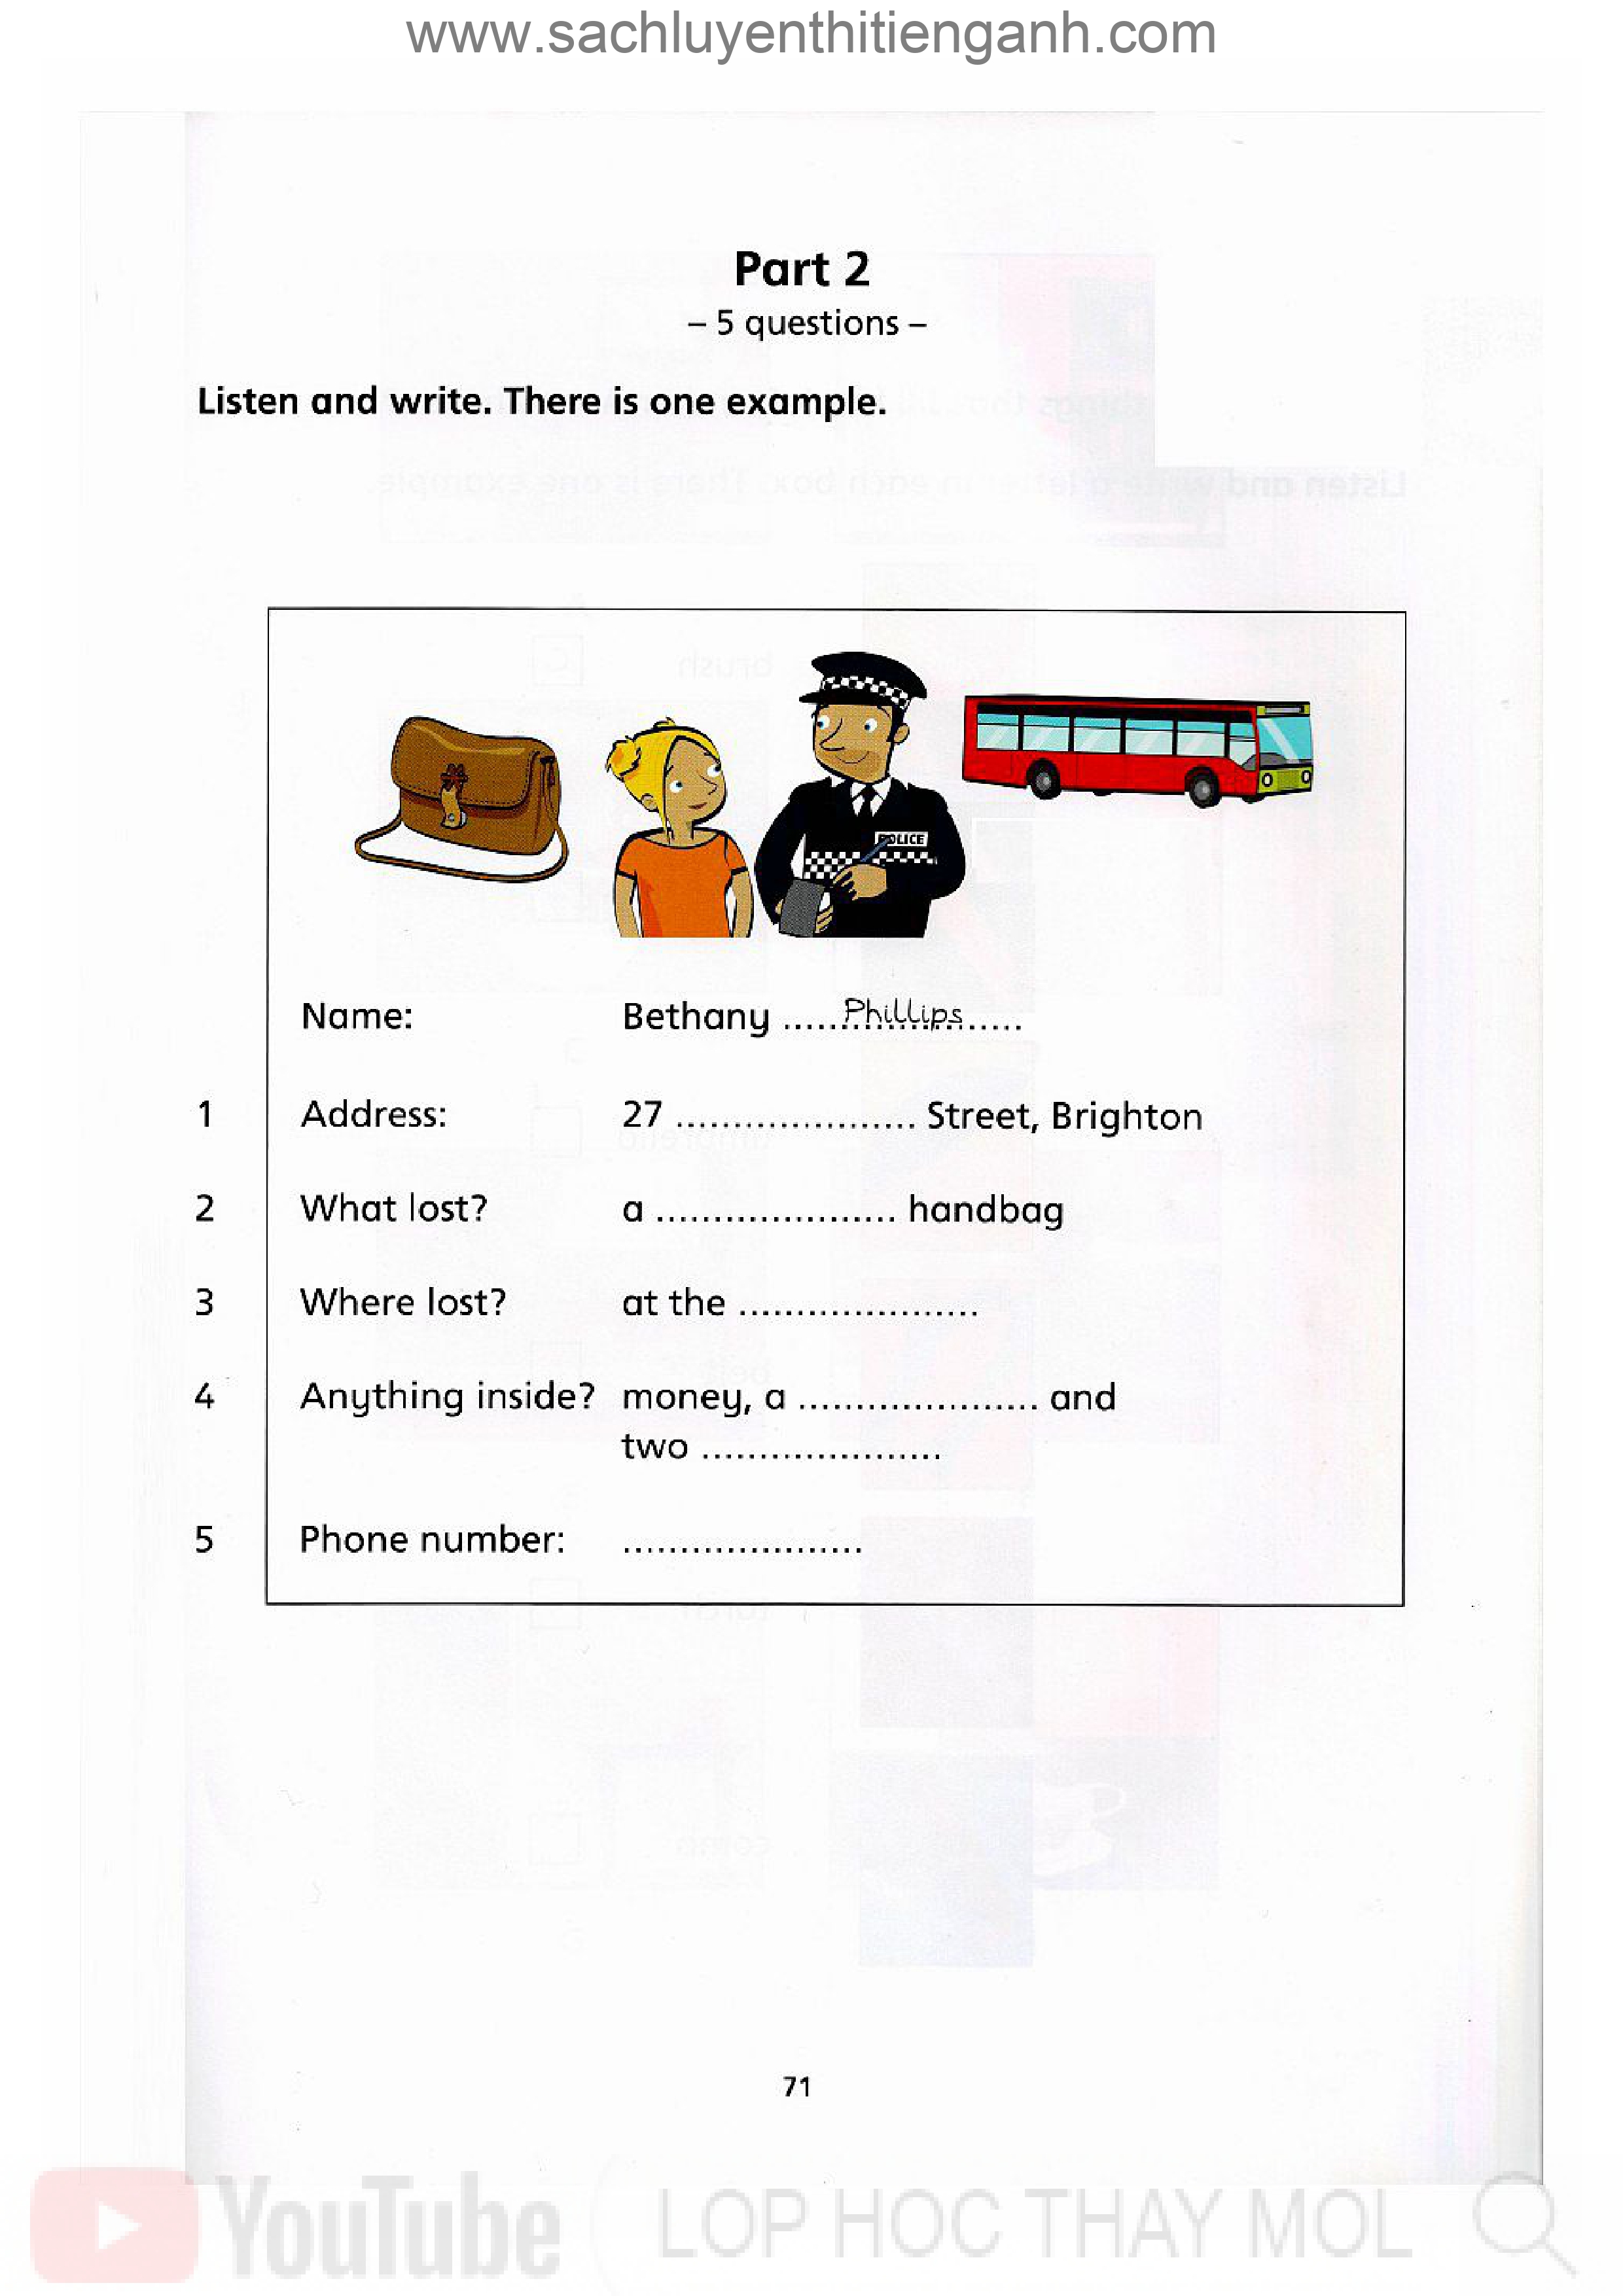 www.sachluyenthitienganh.com
Part 2
– 5 questions –
Listen and write. There is one example.
POLICE
Name: Bethany ......Phillips......
1 Address: 27 ..................... Street, Brighton
2 What lost? a ..................... handbag
3 Where lost? at the .....................
4 Anything inside? money, a ..................... and
two .....................
5 Phone number: .....................
71
YouTube LOP HOC THAY MOL